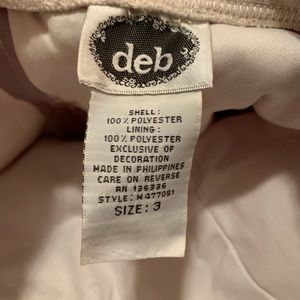 deb
SHELL:
100% POLYESTER
LINING:
100% POLYESTER
EXCLUSIVE OF
DECORATION
MADE IN PHILIPPINES
CARE ON REVERSE
RN 136336
STYLE: M477051
SIZE: 3